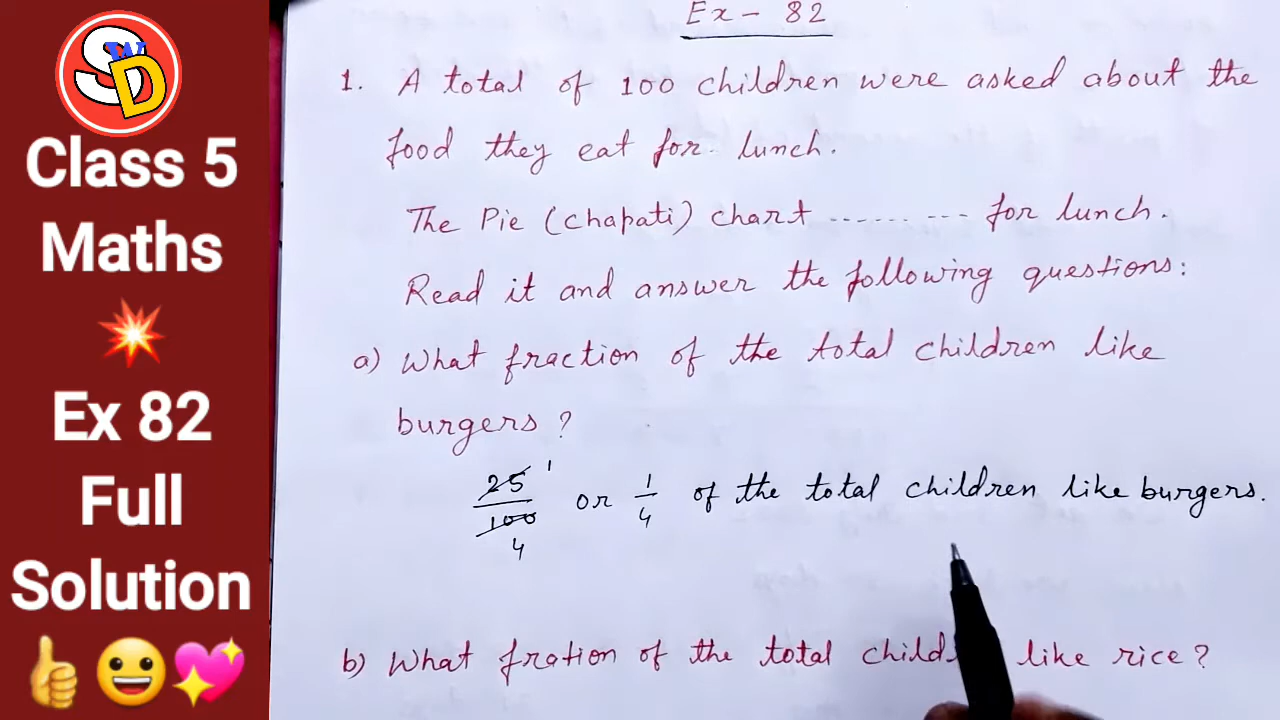 SWD
Class 5
Maths
Ex 82
Full
Solution
Ex - 82
1. A total of 100 children were asked about the
food they eat for lunch.
The Pie (chapati) chart ......... for lunch.
Read it and answer the following questions:
a) What fraction of the total children like
burgers?
25/100 1 4 or 1/4 of the total children like burgers.
b) What fration of the total child like rice?